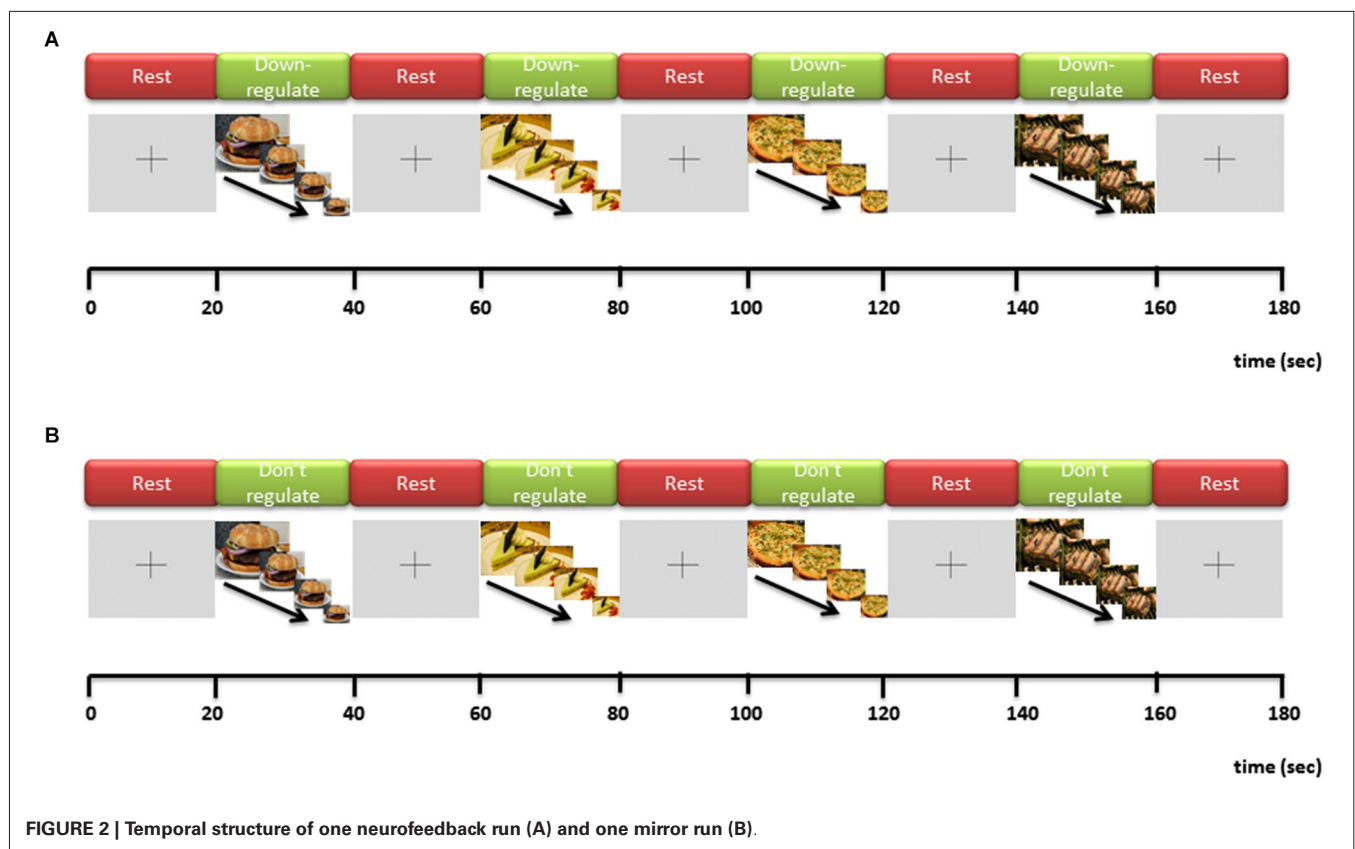 A
Rest Down- Rest Down- Rest Down- Rest Down- Rest
regulate regulate regulate regulate
0 20 40 60 80 100 120 140 160 180
time (sec)
B
Rest Don't Rest Don't Rest Don't Rest Don't Rest
regulate regulate regulate regulate
0 20 40 60 80 100 120 140 160 180
time (sec)
FIGURE 2 | Temporal structure of one neurofeedback run (A) and one mirror run (B).